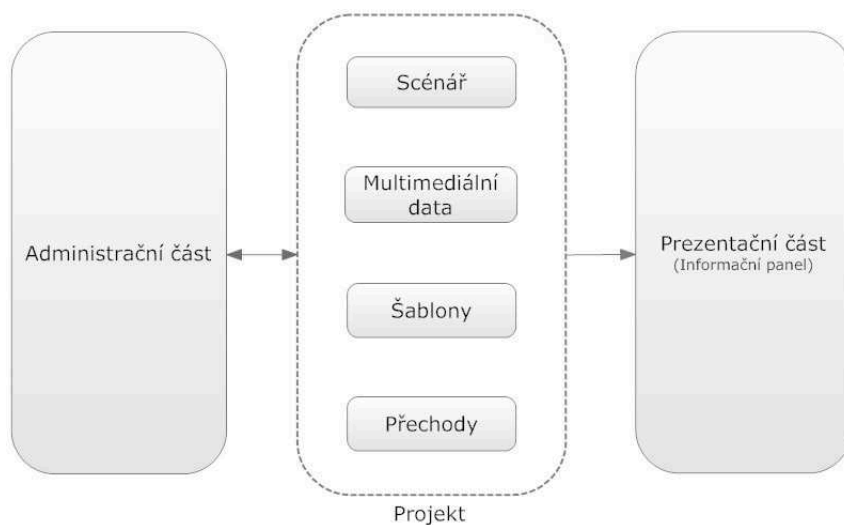 Administrační část
Scénář
Multimediální
data
Šablony
Přechody
Projekt
Prezentační část
(Informační panel)